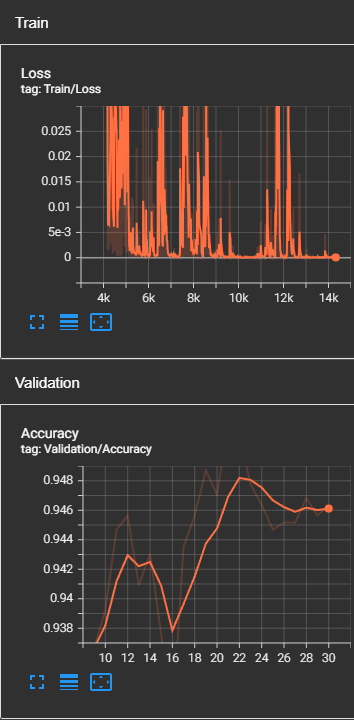 Train
Loss
tag: Train/Loss
0.025
0.02
0.015
0.01
5e-3
0
4k 6k 8k 10k 12k 14k
Validation
Accuracy
tag: Validation/Accuracy
0.948
0.946
0.944
0.942
0.94
0.938
10 12 14 16 18 20 22 24 26 28 30